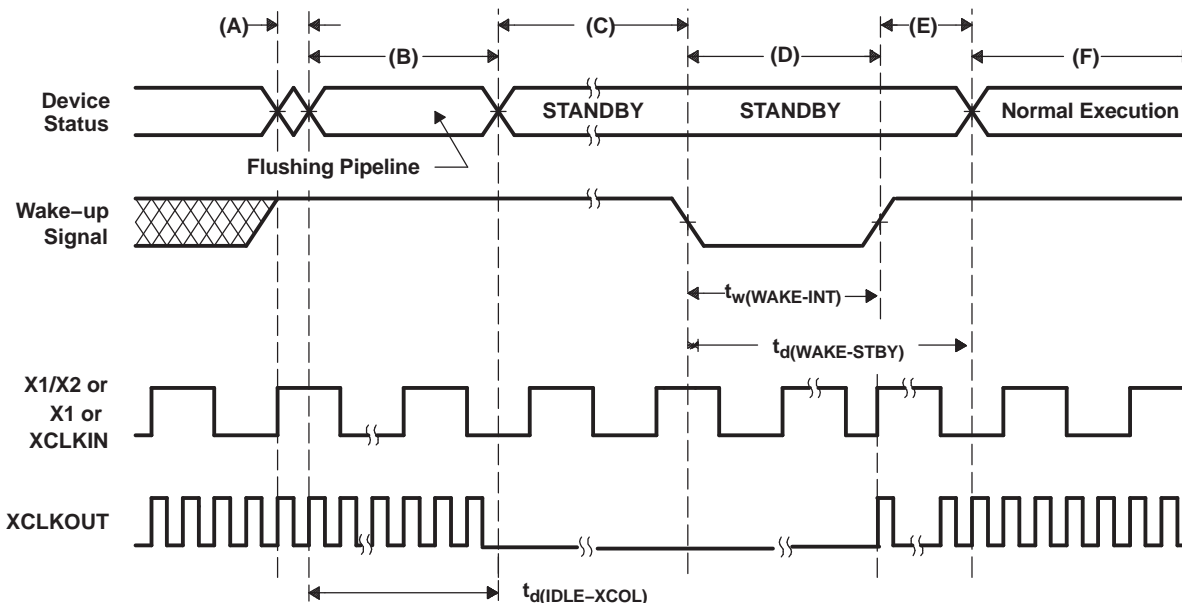 (A)
(B)
(C)
(D)
(E)
(F)
Device
Status
STANDBY
STANDBY
Normal Execution
Flushing Pipeline
Wake–up
Signal
tw(WAKE-INT)
td(WAKE-STBY)
X1/X2 or
X1 or
XCLKIN
XCLKOUT
td(IDLE–XCOL)